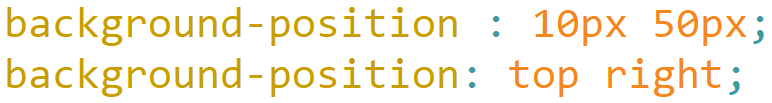 background-position : 10px 50px;
background-position: top right;